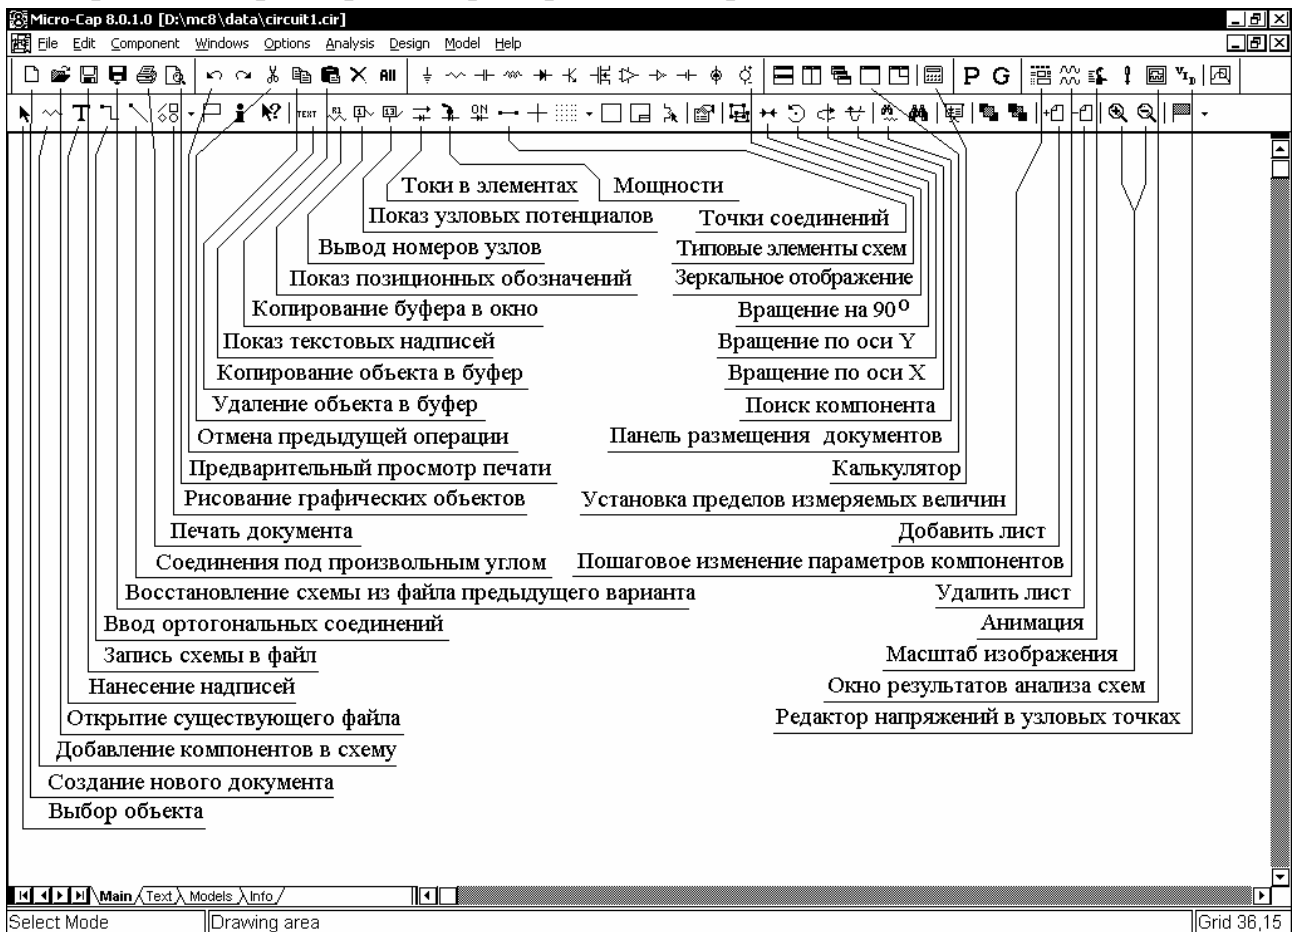 Micro-Cap 8.0.1.0 [D:\mc8\data\circuit1.cir]
File Edit Component Windows Options Analysis Design Model Help
All P G
T TEXT R1 1 13 ON
Токи в элементах Мощности
Показ узловых потенциалов Точки соединений
Вывод номеров узлов Типовые элементы схем
Показ позиционных обозначений Зеркальное отображение
Копирование буфера в окно Вращение на 90º
Показ текстовых надписей Вращение по оси Y
Копирование объекта в буфер Вращение по оси X
Удаление объекта в буфер Поиск компонента
Отмена предыдущей операции Панель размещения документов
Предварительный просмотр печати Калькулятор
Рисование графических объектов Установка пределов измеряемых величин
Печать документа Добавить лист
Соединения под произвольным углом Пошаговое изменение параметров компонентов
Восстановление схемы из файла предыдущего варианта Удалить лист
Ввод ортогональных соединений Анимация
Запись схемы в файл Масштаб изображения
Нанесение надписей Окно результатов анализа схем
Открытие существующего файла Редактор напряжений в узловых точках
Добавление компонентов в схему
Создание нового документа
Выбор объекта
Main Text Models Info
Select Mode Drawing area Grid 36,15